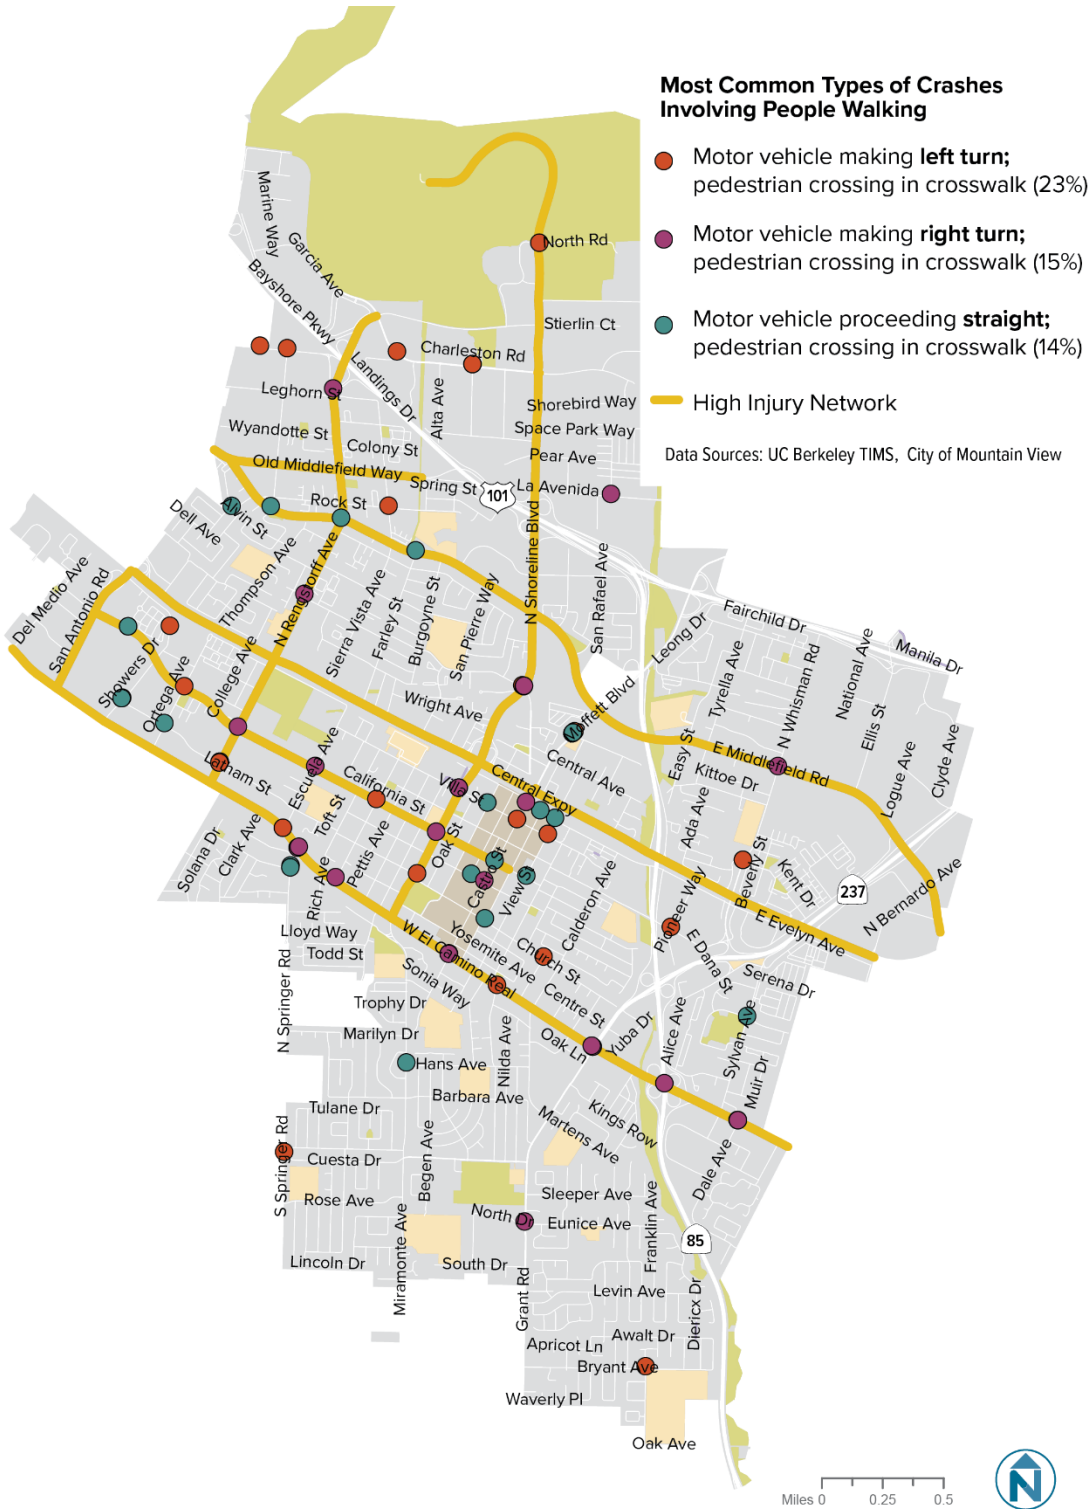 Most Common Types of Crashes
Involving People Walking
Motor vehicle making left turn;
pedestrian crossing in crosswalk (23%)
Motor vehicle making right turn;
pedestrian crossing in crosswalk (15%)
Motor vehicle proceeding straight;
pedestrian crossing in crosswalk (14%)
High Injury Network
Data Sources: UC Berkeley TIMS, City of Mountain View
Marine Way
Garcia Ave
Bayshore Pkwy
North Rd
Stierlin Ct
Charleston Rd
Landings Dr
Leghorn St
Alta Ave
Shorebird Way
Space Park Way
Wyandotte St
Colony St
Pear Ave
Old Middlefield Way
Spring St
101
La Avenida
Rock St
Alvin St
Dell Ave
N Shoreline Blvd
Thompson Ave
N Rengstorff Ave
San Rafael Ave
Del Medio Ave
San Antonio Rd
Sierra Vista Ave
Farley St
Burgoyne St
San Pierre Way
Fairchild Dr
Leong Dr
Manila Dr
Showers Dr
Ortega Ave
College Ave
Tyrella Ave
N Whisman Rd
National Ave
Ellis St
Wright Ave
Moffett Blvd
Easy St
E Middlefield Rd
Logue Ave
Clyde Ave
Latham St
Escuela Ave
California St
Villa St
Central Expy
Central Ave
Kittoe Dr
Toft St
Ada Ave
Solana Dr
Clark Ave
Pettis Ave
Oak St
Castro St
View St
Calderon Ave
Beverly St
Kent Dr
237
Rich Ave
Pioneer Way
N Bernardo Ave
E Evelyn Ave
Lloyd Way
Todd St
W El Camino Real
Yosemite Ave
Church St
E Dana St
Serena Dr
Sonia Way
Centre St
N Springer Rd
Trophy Dr
Marilyn Dr
Hans Ave
Nilda Ave
Oak Ln
Yuba Dr
Alice Ave
Sylvan Ave
Muir Dr
Barbara Ave
Tulane Dr
Martens Ave
Kings Row
S Springer Rd
Cuesta Dr
Begen Ave
Dale Ave
Rose Ave
Sleeper Ave
North Dr
Eunice Ave
Franklin Ave
Miramonte Ave
85
Lincoln Dr
South Dr
Grant Rd
Levin Ave
Diericx Dr
Apricot Ln
Awalt Dr
Bryant Ave
Waverly Pl
Oak Ave
N
Miles 0 0.25 0.5